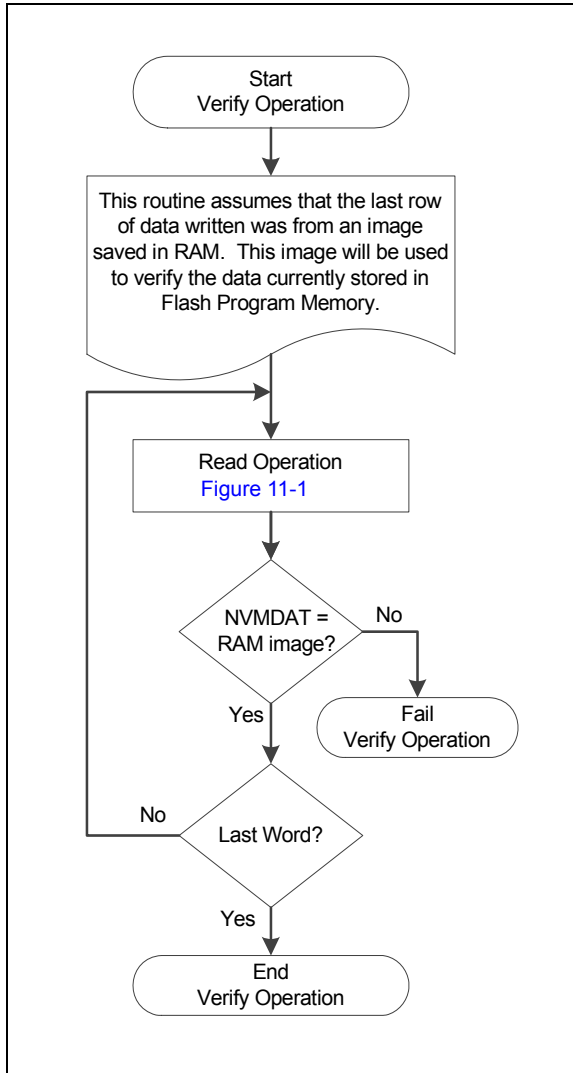 Start
Verify Operation
This routine assumes that the last row
of data written was from an image
saved in RAM.  This image will be used
to verify the data currently stored in
Flash Program Memory.
Read Operation
Figure 11-1
NVMDAT =
RAM image?
No
Yes
Fail
Verify Operation
No
Last Word?
Yes
End
Verify Operation